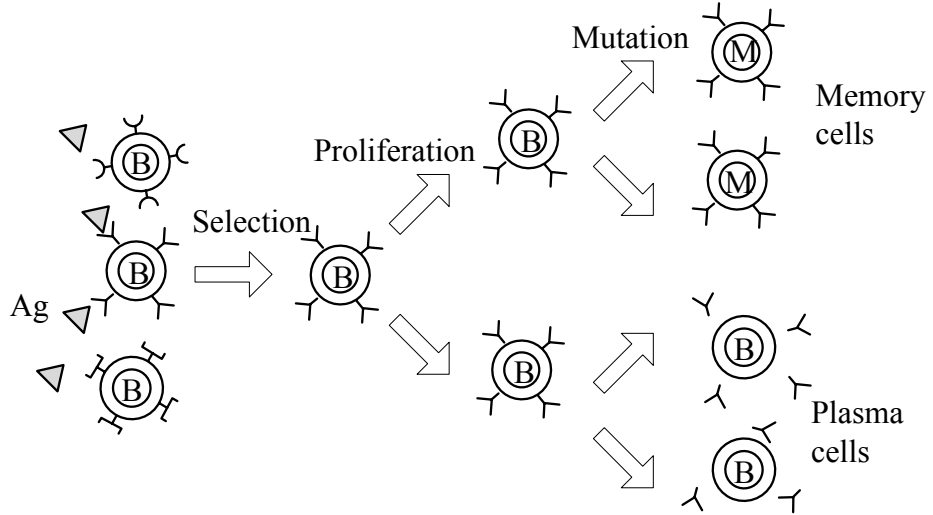 Mutation
M
Memory
cells
B
Proliferation
B
M
Selection
B
B
Ag
B
B
B
B
Plasma
cells
B